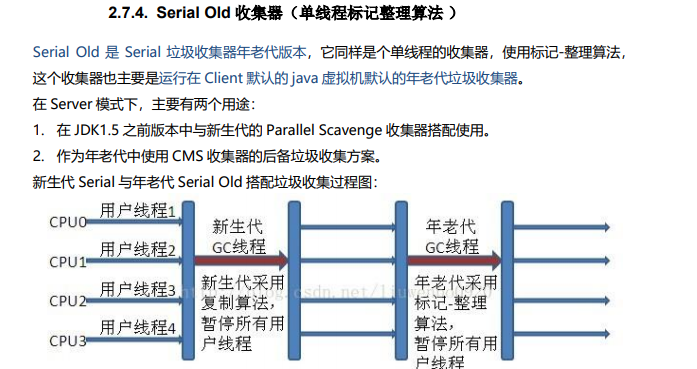 2.7.4. Serial Old 收集器（单线程标记整理算法 ）
Serial Old 是 Serial 垃圾收集器年老代版本，它同样是个单线程的收集器，使用标记-整理算法，
这个收集器也主要是运行在 Client 默认的 java 虚拟机默认的年老代垃圾收集器。
在 Server 模式下，主要有两个用途：
1. 在 JDK1.5 之前版本中与新生代的 Parallel Scavenge 收集器搭配使用。
2. 作为年老代中使用 CMS 收集器的后备垃圾收集方案。
新生代 Serial 与年老代 Serial Old 搭配垃圾收集过程图：
CPU0
用户线程1
CPU1
用户线程2
CPU2
用户线程3
CPU3
用户线程4
新生代
GC线程
新生代采用
复制算法，
暂停所有用
户线程
年老代
GC线程
年老代采用
标记-整理
算法，
暂停所有用
户线程